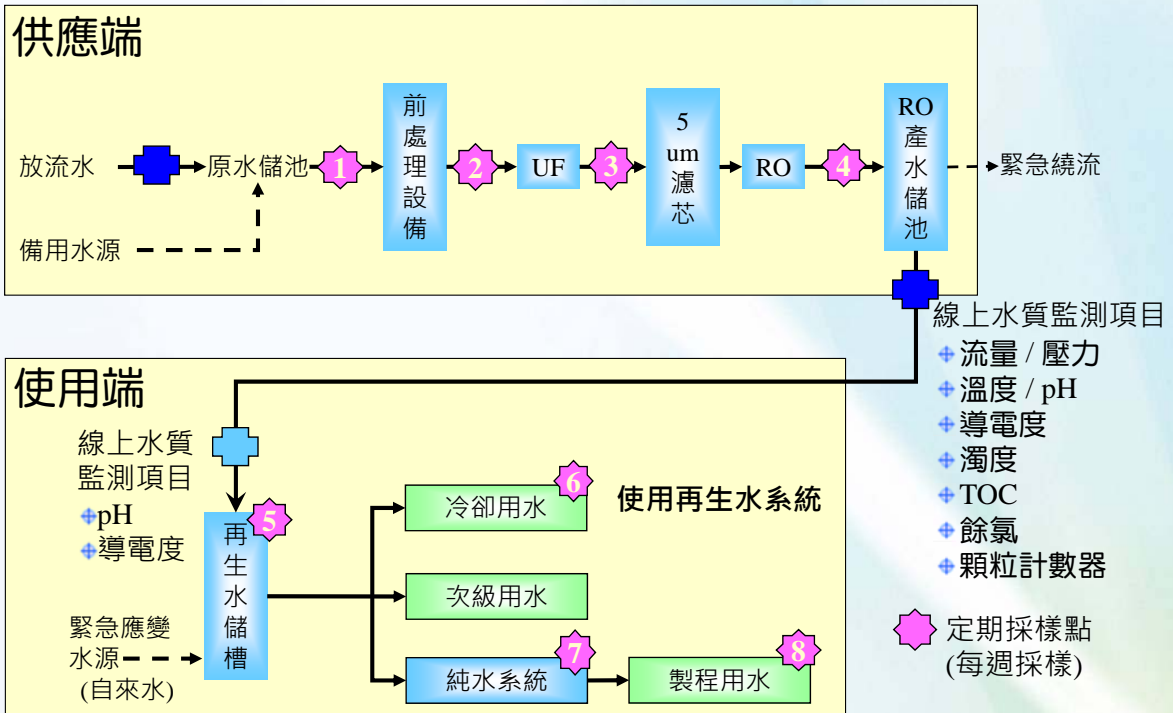 供應端
放流水
原水儲池
1
前處理設備
2
UF
3
5 um 濾芯
RO
4
RO產水儲池
緊急繞流
備用水源
線上水質監測項目
流量 / 壓力
溫度 / pH
導電度
濁度
TOC
餘氯
顆粒計數器
定期採樣點
(每週採樣)
使用端
線上水質
監測項目
pH
導電度
5
再生水儲槽
緊急應變
水源
(自來水)
6
冷卻用水
使用再生水系統
次級用水
7
純水系統
8
製程用水